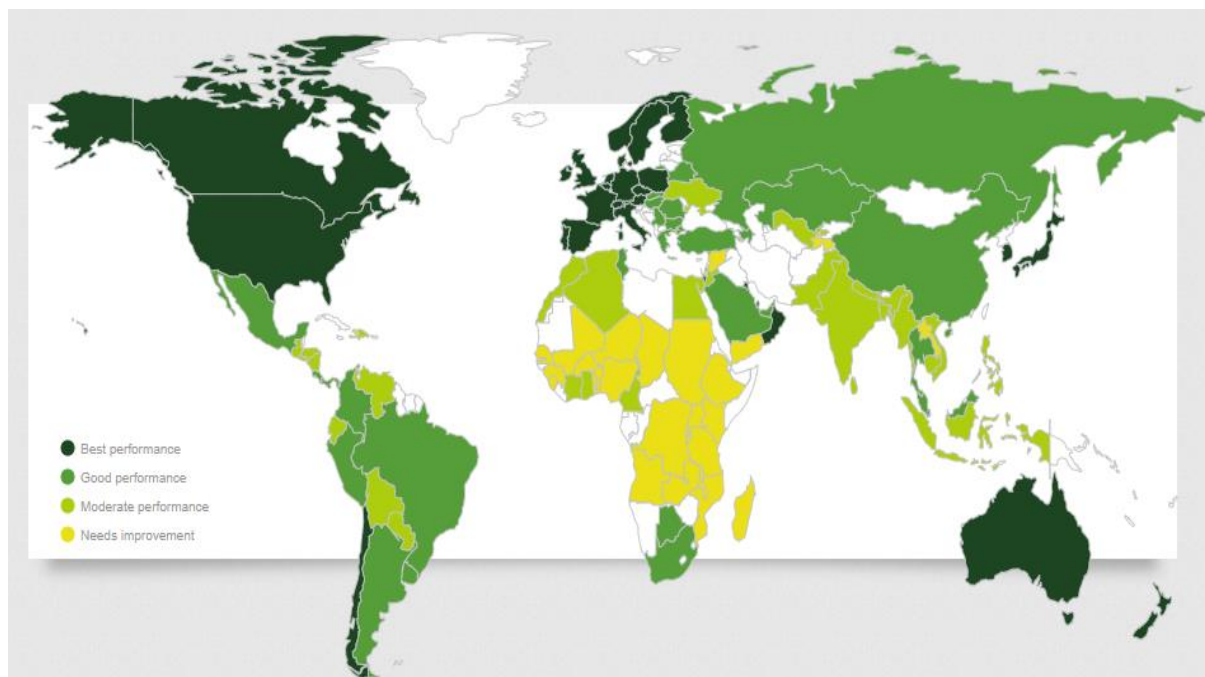 Best performance
Good performance
Moderate performance
Needs improvement